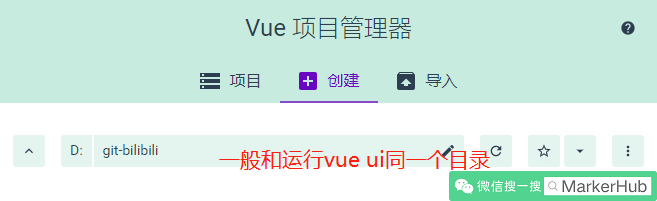 Vue 项目管理器
项目
创建
导入
D:
git-bilibili
一般和运行vue ui同一个目录
微信搜一搜
MarkerHub